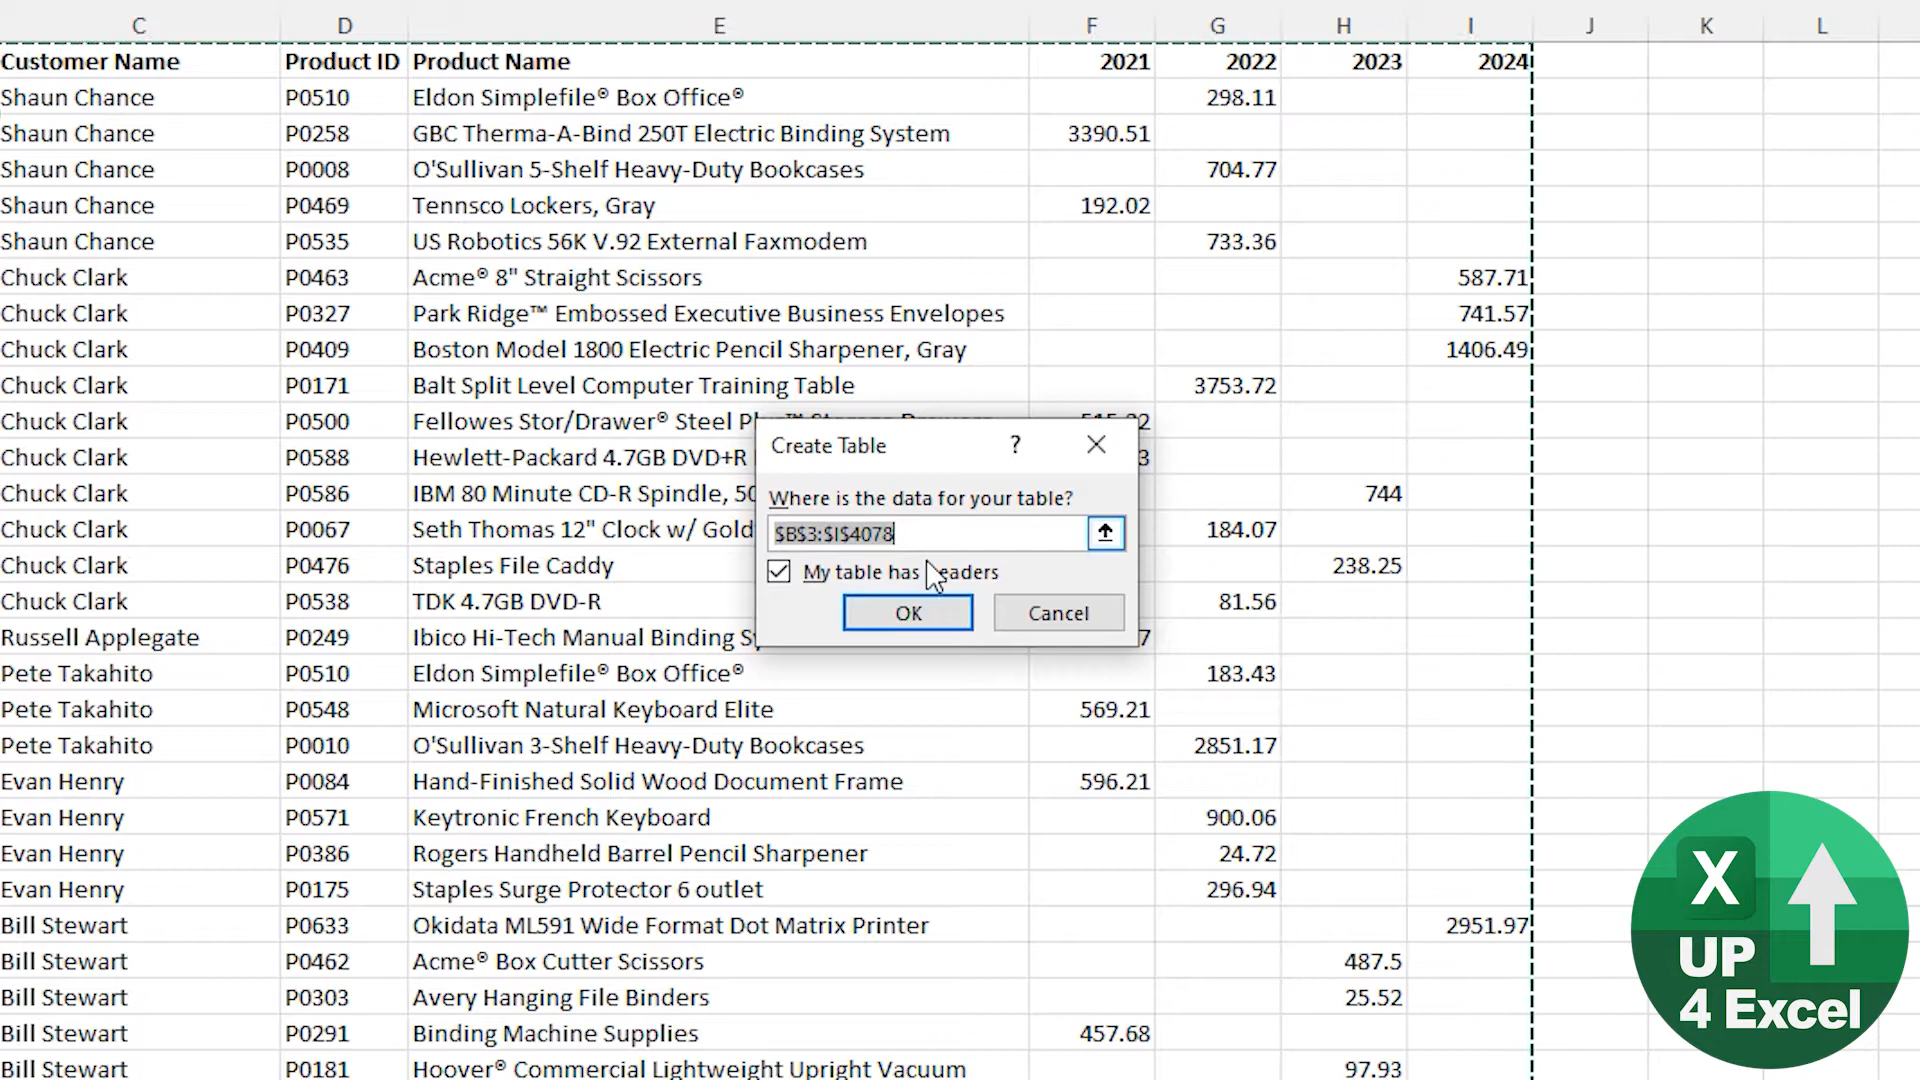 C D E F G H I J K L
Customer Name Product ID Product Name 2021 2022 2023 2024
Shaun Chance P0510 Eldon Simplefile® Box Office® 298.11
Shaun Chance P0258 GBC Therma-A-Bind 250T Electric Binding System 3390.51
Shaun Chance P0008 O'Sullivan 5-Shelf Heavy-Duty Bookcases 704.77
Shaun Chance P0469 Tennsco Lockers, Gray 192.02
Shaun Chance P0535 US Robotics 56K V.92 External Faxmodem 733.36
Chuck Clark P0463 Acme® 8" Straight Scissors 587.71
Chuck Clark P0327 Park Ridge™ Embossed Executive Business Envelopes 741.57
Chuck Clark P0409 Boston Model 1800 Electric Pencil Sharpener, Gray 1406.49
Chuck Clark P0171 Balt Split Level Computer Training Table 3753.72
Chuck Clark P0500 Fellowes Stor/Drawer® Steel
Chuck Clark P0588 Hewlett-Packard 4.7GB DVD+R
Chuck Clark P0586 IBM 80 Minute CD-R Spindle, 744
Chuck Clark P0067 Seth Thomas 12" Clock w/ Gold 184.07
Chuck Clark P0476 Staples File Caddy 238.25
Chuck Clark P0538 TDK 4.7GB DVD-R 81.56
Russell Applegate P0249 Ibico Hi-Tech Manual Binding
Pete Takahito P0510 Eldon Simplefile® Box Office® 183.43
Pete Takahito P0548 Microsoft Natural Keyboard Elite 569.21
Pete Takahito P0010 O'Sullivan 3-Shelf Heavy-Duty Bookcases 2851.17
Evan Henry P0084 Hand-Finished Solid Wood Document Frame 596.21
Evan Henry P0571 Keytronic French Keyboard 900.06
Evan Henry P0386 Rogers Handheld Barrel Pencil Sharpener 24.72
Evan Henry P0175 Staples Surge Protector 6 outlet 296.94
Bill Stewart P0633 Okidata ML591 Wide Format Dot Matrix Printer 2951.97
Bill Stewart P0462 Acme® Box Cutter Scissors 487.5
Bill Stewart P0303 Avery Hanging File Binders 25.52
Bill Stewart P0291 Binding Machine Supplies 457.68
Bill Stewart P0181 Hoover® Commercial Lightweight Upright Vacuum 97.93
Create Table ?
Where is the data for your table?
$B$3:$I$4078
My table has headers
OK Cancel
X
UP
4 Excel